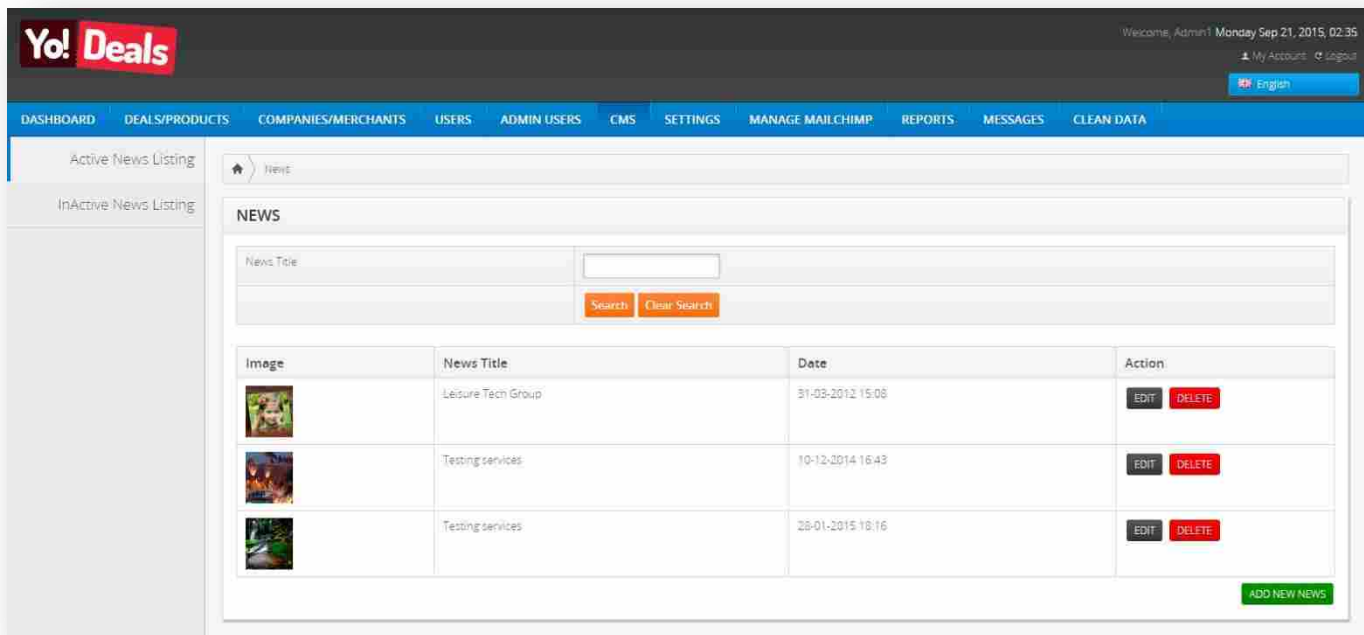 Yo! Deals
Welcome, Admin1 Monday Sep 21, 2015, 02:35
My Account Logout
English
DASHBOARD DEALS/PRODUCTS COMPANIES/MERCHANTS USERS ADMIN USERS CMS SETTINGS MANAGE MAILCHIMP REPORTS MESSAGES CLEAN DATA
Active News Listing
InActive News Listing
News
NEWS
News Title
Search Clear Search
Image News Title Date Action
Leisure Tech Group 31-03-2012 15:08 EDIT DELETE
Testing services 10-12-2014 16:43 EDIT DELETE
Testing services 28-01-2015 18:16 EDIT DELETE
ADD NEW NEWS